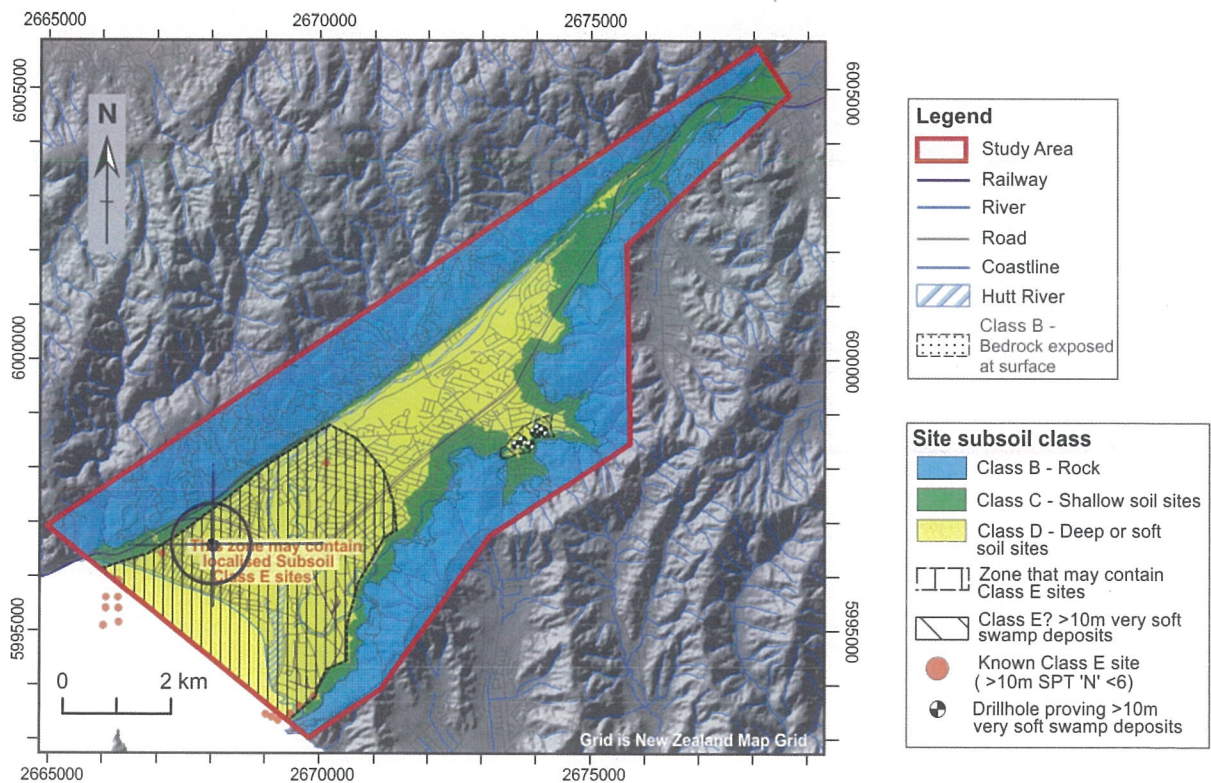 2665000
2670000
2675000
6005000
6005000
6000000
6000000
5995000
5995000
N
This zone may contain
localised Subsoil
Class E sites
0
2 km
Grid is New Zealand Map Grid
2665000
2670000
2675000
Legend
Study Area
Railway
River
Road
Coastline
Hutt River
Class B -
Bedrock exposed
at surface
Site subsoil class
Class B - Rock
Class C - Shallow soil sites
Class D - Deep or soft
soil sites
Zone that may contain
Class E sites
Class E? >10m very soft
swamp deposits
Known Class E site
( >10m SPT 'N' <6)
Drillhole proving >10m
very soft swamp deposits